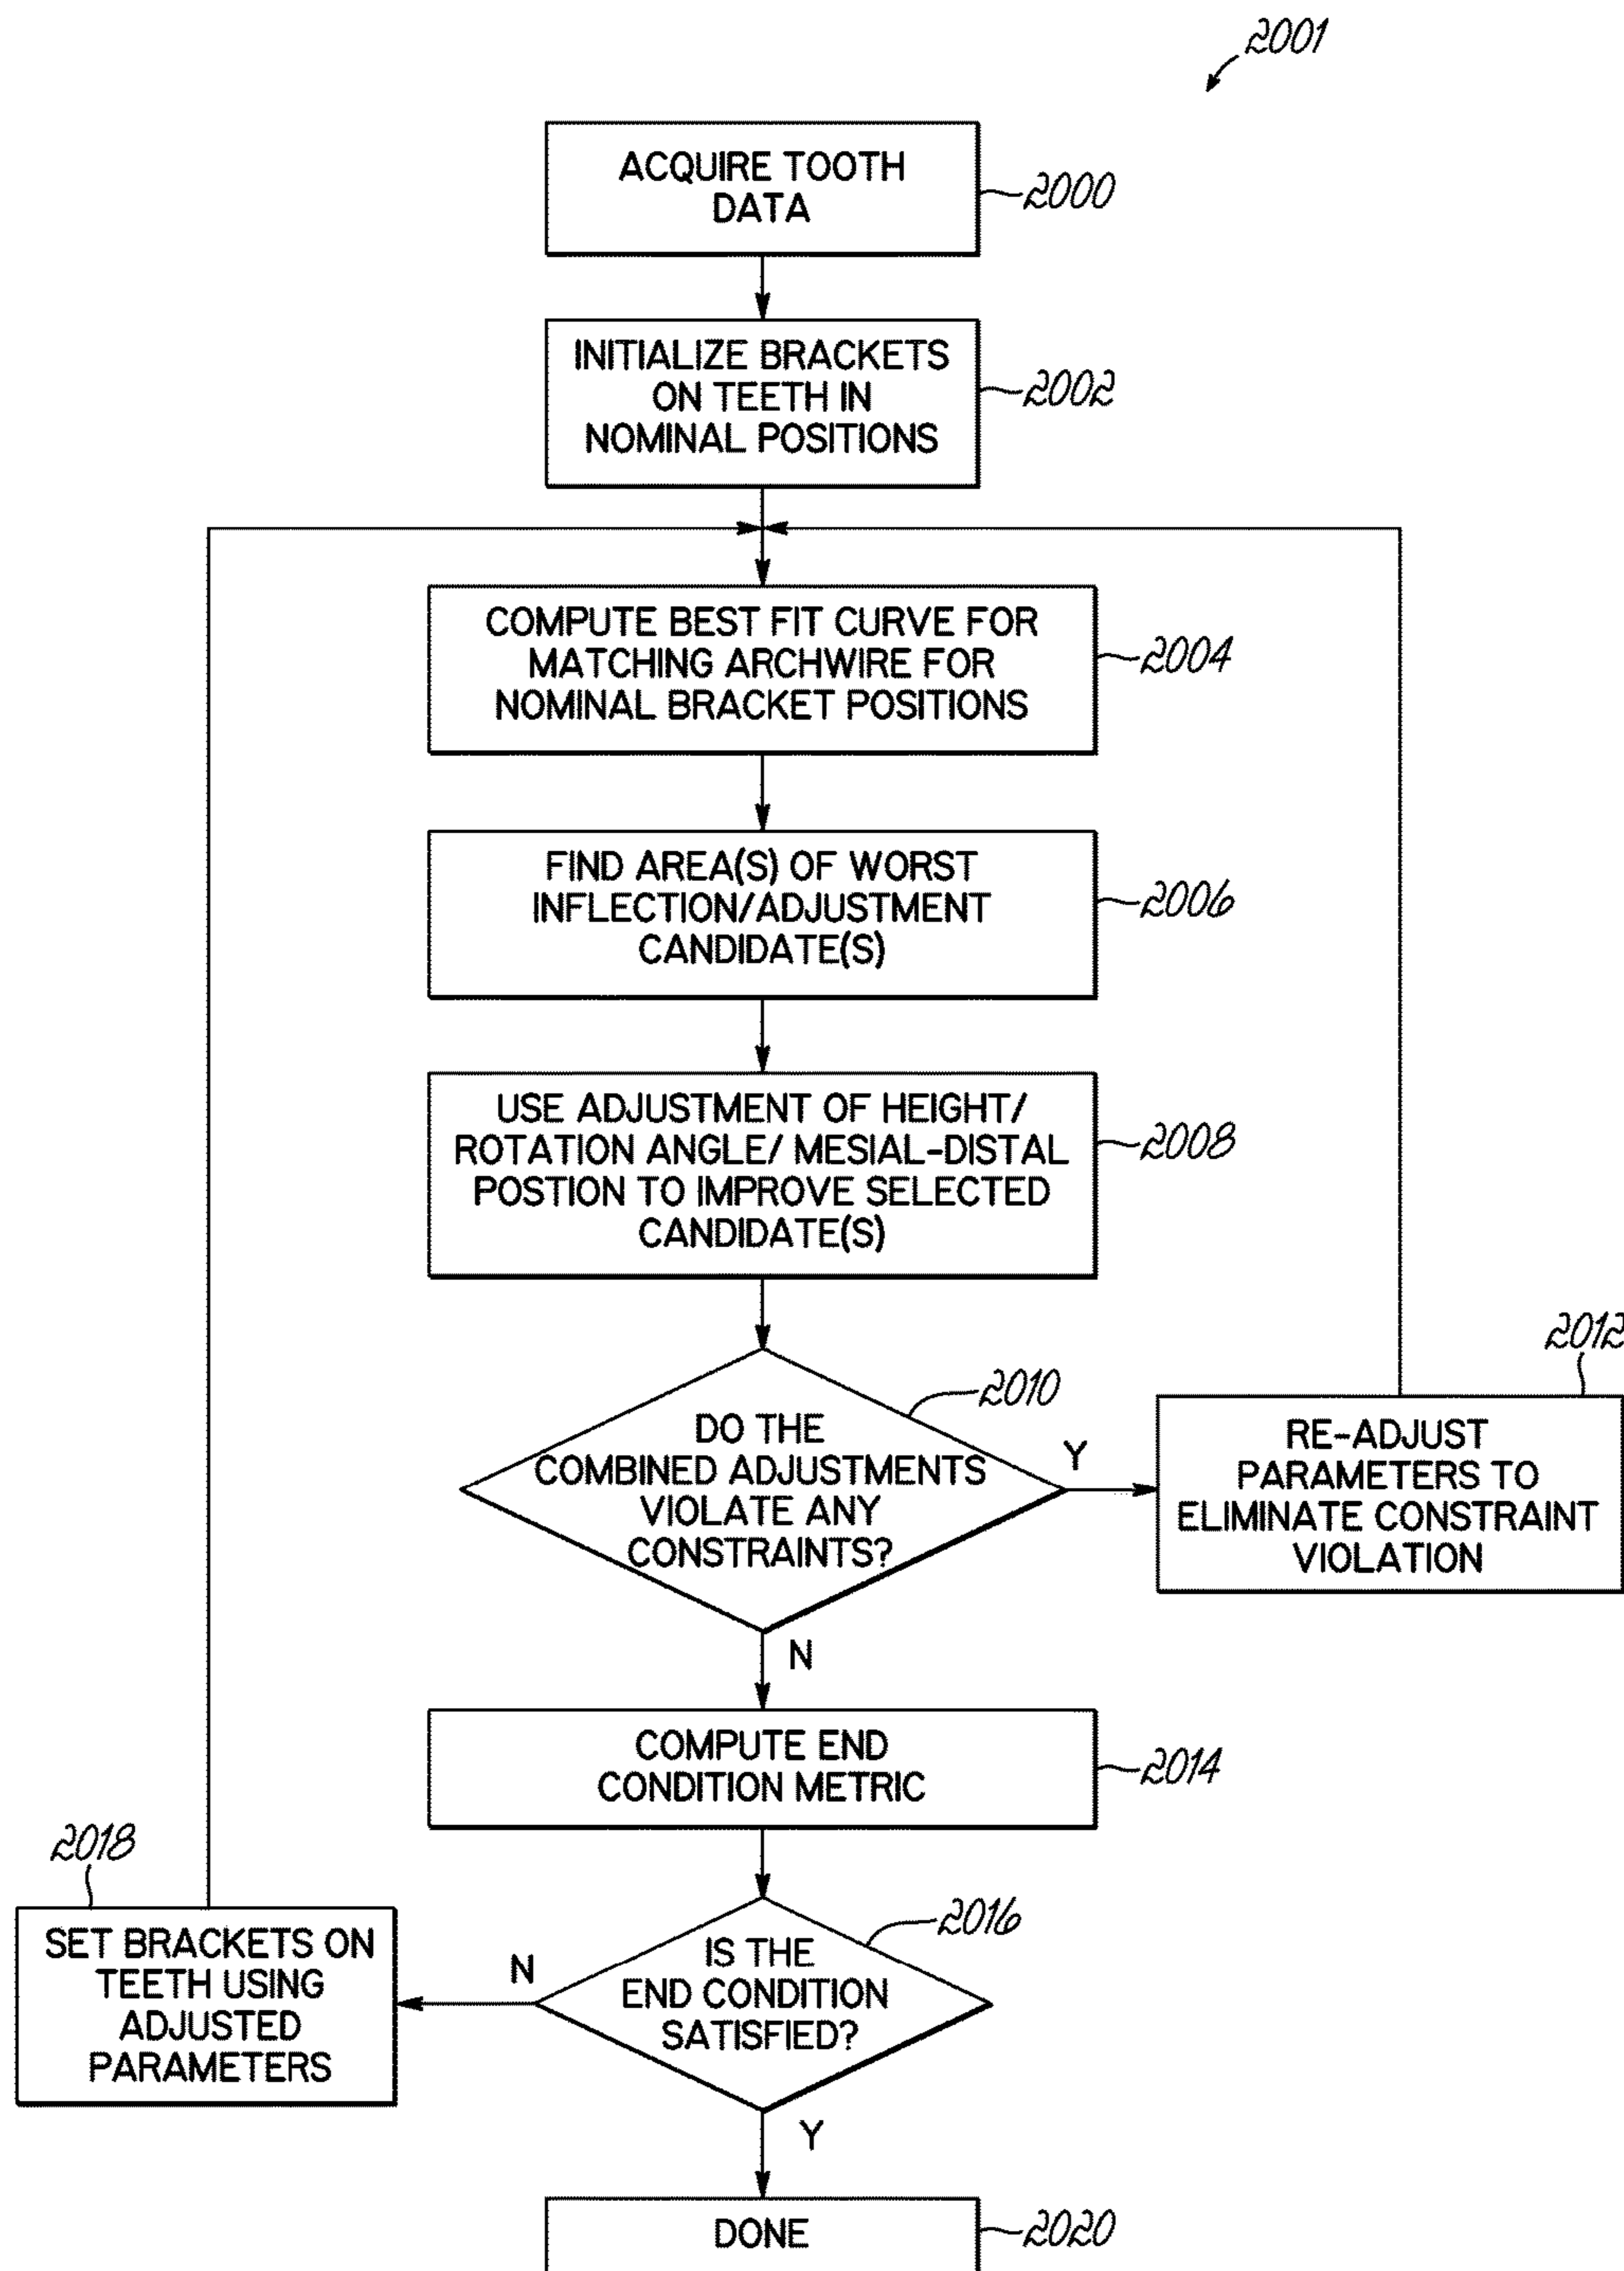 2001
ACQUIRE TOOTH
DATA
2000
INITIALIZE BRACKETS
ON TEETH IN
NOMINAL POSITIONS
2002
COMPUTE BEST FIT CURVE FOR
MATCHING ARCHWIRE FOR
NOMINAL BRACKET POSITIONS
2004
FIND AREA(S) OF WORST
INFLECTION/ADJUSTMENT
CANDIDATE(S)
2006
USE ADJUSTMENT OF HEIGHT/
ROTATION ANGLE/ MESIAL-DISTAL
POSTION TO IMPROVE SELECTED
CANDIDATE(S)
2008
DO THE
COMBINED ADJUSTMENTS
VIOLATE ANY
CONSTRAINTS?
2010
Y
RE-ADJUST
PARAMETERS TO
ELIMINATE CONSTRAINT
VIOLATION
2012
N
COMPUTE END
CONDITION METRIC
2014
IS THE
END CONDITION
SATISFIED?
2016
N
SET BRACKETS ON
TEETH USING
ADJUSTED
PARAMETERS
2018
Y
DONE
2020